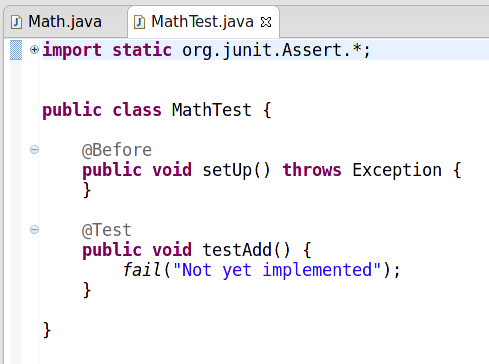 Math.java MathTest.java
import static org.junit.Assert.*;
public class MathTest {
@Before
public void setUp() throws Exception {
}
@Test
public void testAdd() {
fail("Not yet implemented");
}
}